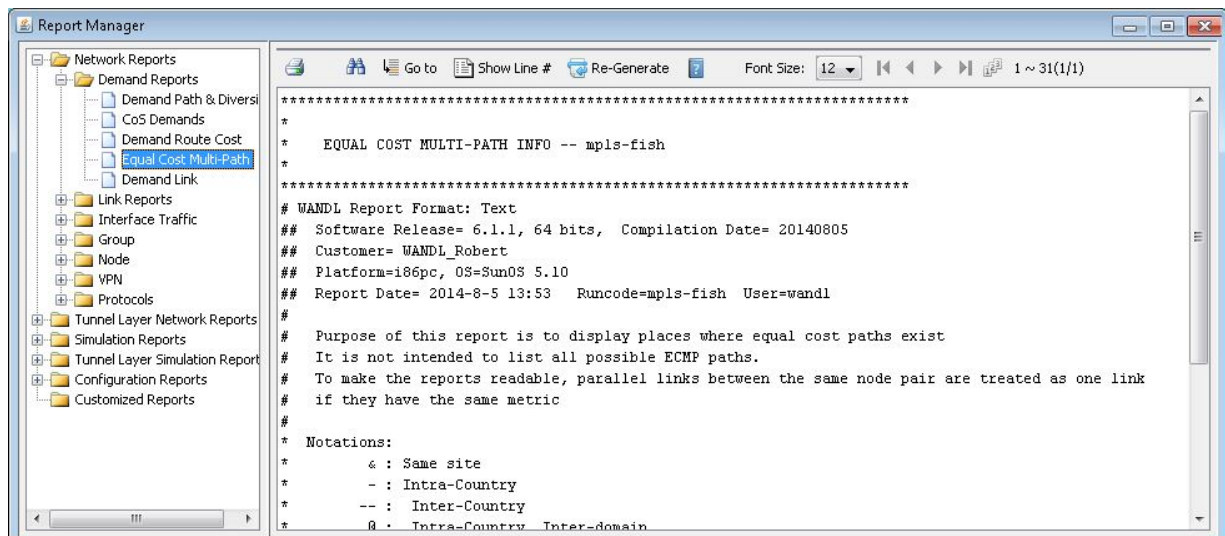 Report Manager
Network Reports
Demand Reports
Demand Path & Diversi
CoS Demands
Demand Route Cost
Equal Cost Multi-Path
Demand Link
Link Reports
Interface Traffic
Group
Node
VPN
Protocols
Tunnel Layer Network Reports
Simulation Reports
Tunnel Layer Simulation Report
Configuration Reports
Customized Reports
Go to Show Line # Re-Generate Font Size: 12 1 ~ 31(1/1)
*
* EQUAL COST MULTI-PATH INFO -- mpls-fish
*
# WANDL Report Format: Text
## Software Release= 6.1.1, 64 bits, Compilation Date= 20140805
## Customer= WANDL_Robert
## Platform=i86pc, OS=SunOS 5.10
## Report Date= 2014-8-5 13:53 Runcode=mpls-fish User=wandl
#
# Purpose of this report is to display places where equal cost paths exist
# It is not intended to list all possible ECMP paths.
# To make the reports readable, parallel links between the same node pair are treated as one link
# if they have the same metric
#
* Notations:
* & : Same site
* - : Intra-Country
* -- : Inter-Country
* @ : Intra-Country, Inter-domain